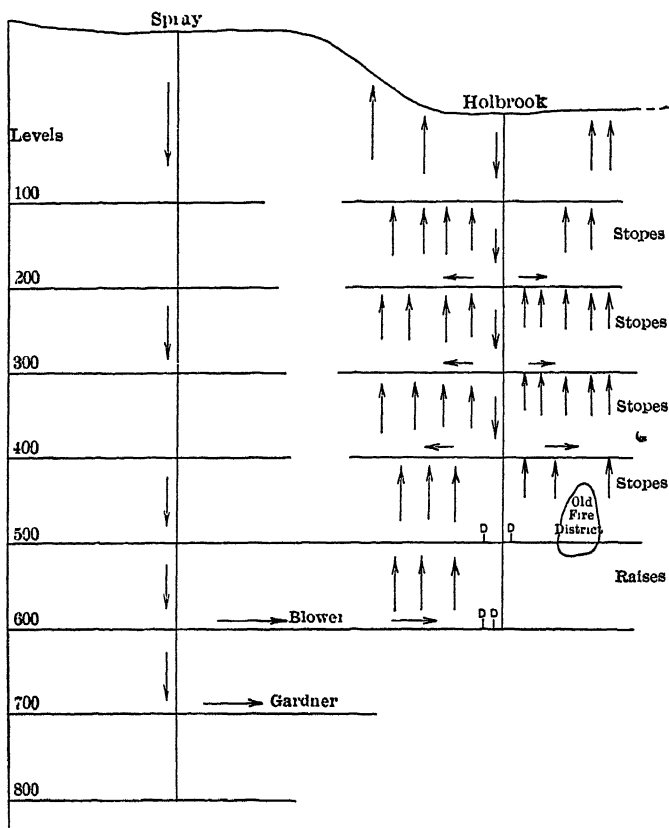 Spray
Holbrook
Levels
100
Stopes
200
Stopes
300
Stopes
400
Stopes
Old
Fire
District
D D
500
Raises
D D
Blower
600
Gardner
700
800